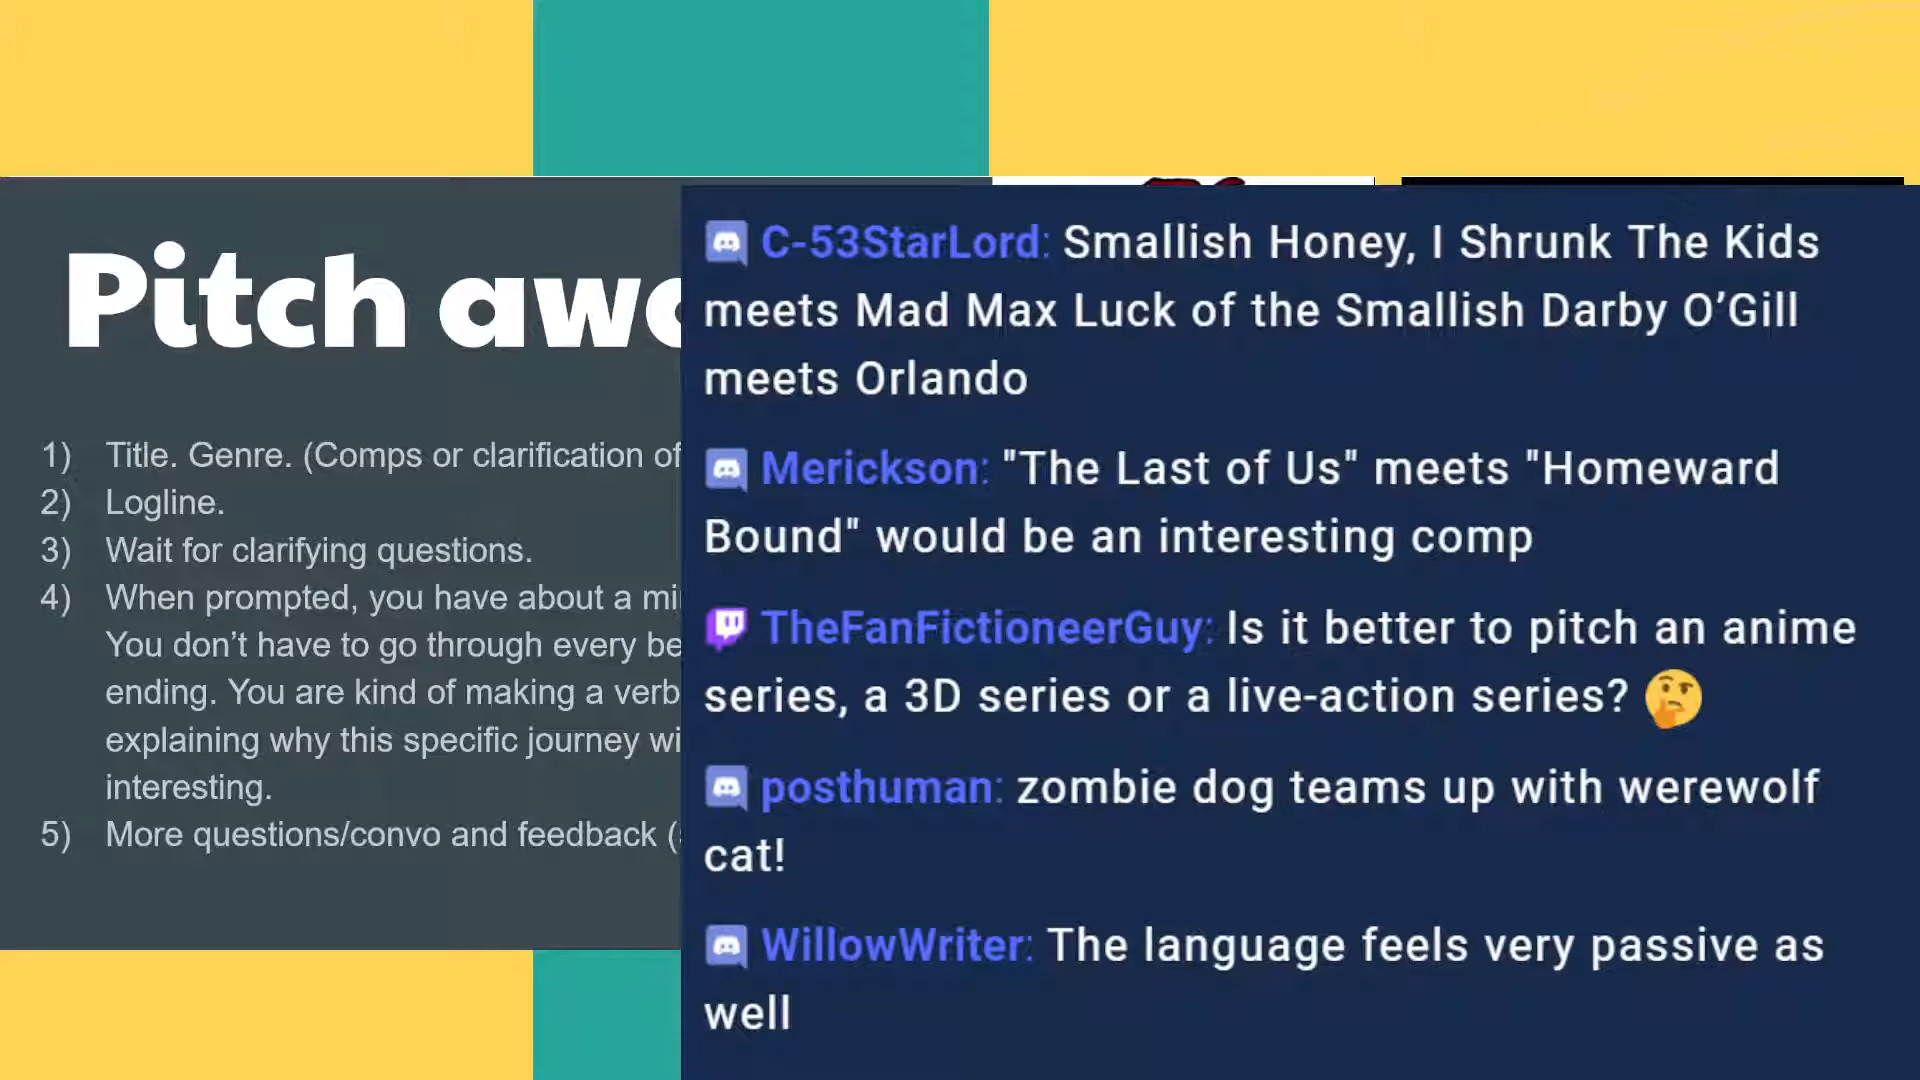 Pitch
1) Title. Genre. (Comps or clarification of
2) Logline.
3) Wait for clarifying questions.
4) When prompted, you have about a
You don’t have to go through every
ending. You are kind of making a
explaining why this specific journey
interesting.
5) More questions/convo and feedback
C-53StarLord: Smallish Honey, I Shrunk The Kids
meets Mad Max Luck of the Smallish Darby O’Gill
meets Orlando
Merickson: "The Last of Us" meets "Homeward
Bound" would be an interesting comp
TheFanFictioneerGuy: Is it better to pitch an anime
series, a 3D series or a live-action series? 🤔
posthuman: zombie dog teams up with werewolf
cat!
WillowWriter: The language feels very passive as
well